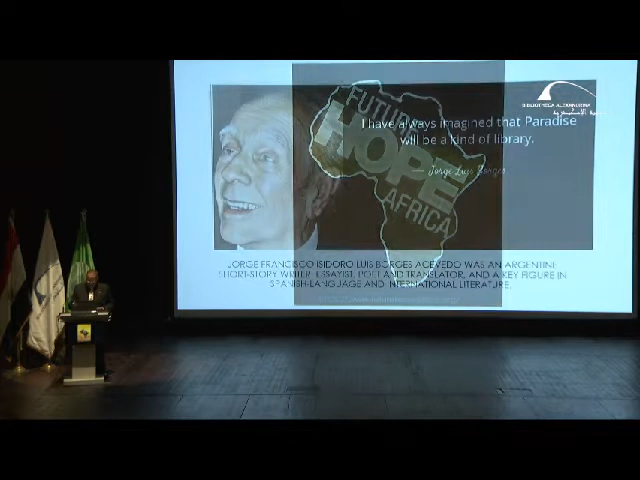 BIBLIOTHECA ALEXANDRINA
FUTURE
HOPE
AFRICA
I have always imagined that Paradise
will be a kind of library.
— Jorge Luis Borges
JORGE FRANCISCO ISIDORO LUIS BORGES ACEVEDO WAS AN ARGENTINE
SHORT-STORY WRITER, ESSAYIST, POET AND TRANSLATOR, AND A KEY FIGURE IN
SPANISH-LANGUAGE AND INTERNATIONAL LITERATURE.